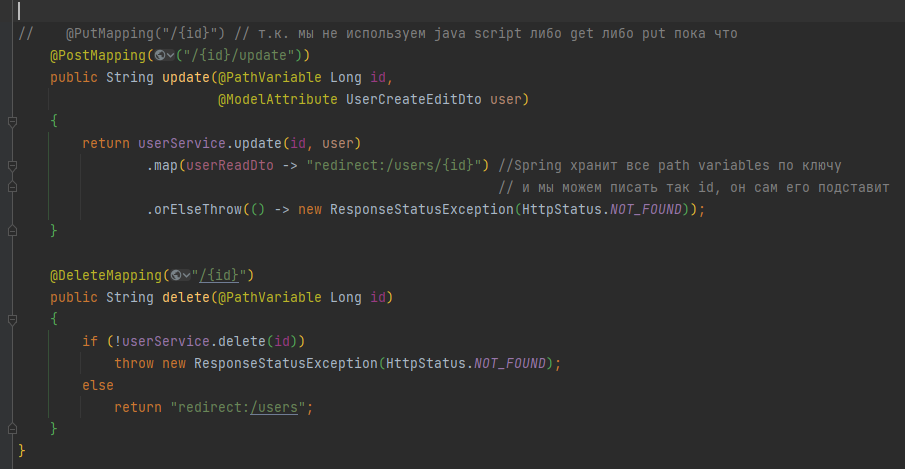 //    @PutMapping("/{id}") // т.к. мы не используем java script либо get либо put пока что
    @PostMapping(("/{id}/update"))
    public String update(@PathVariable Long id,
                         @ModelAttribute UserCreateEditDto user)
    {
        return userService.update(id, user)
                .map(userReadDto -> "redirect:/users/{id}") //Spring хранит все path variables по ключу
                                                            // и мы можем писать так id, он сам его подставит
                .orElseThrow(() -> new ResponseStatusException(HttpStatus.NOT_FOUND));
    }
    @DeleteMapping("/{id}")
    public String delete(@PathVariable Long id)
    {
        if (!userService.delete(id))
            throw new ResponseStatusException(HttpStatus.NOT_FOUND);
        else
            return "redirect:/users";
    }
}